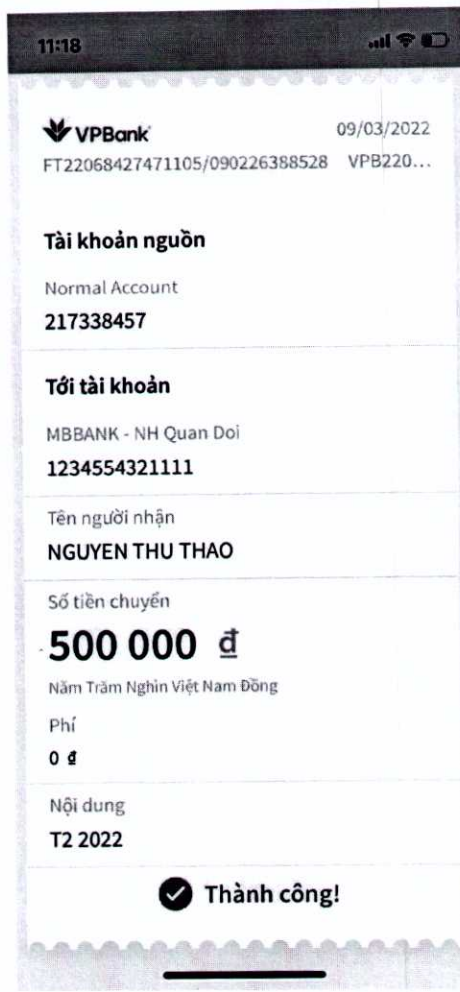 11:18
VPBank 09/03/2022
FT22068427471105/090226388528 VPB220...
Tài khoản nguồn
Normal Account
217338457
Tới tài khoản
MBBANK - NH Quan Doi
1234554321111
Tên người nhận
NGUYEN THU THAO
Số tiền chuyển
500 000 đ
Năm Trăm Nghìn Việt Nam Đồng
Phí
0 đ
Nội dung
T2 2022
Thành công!